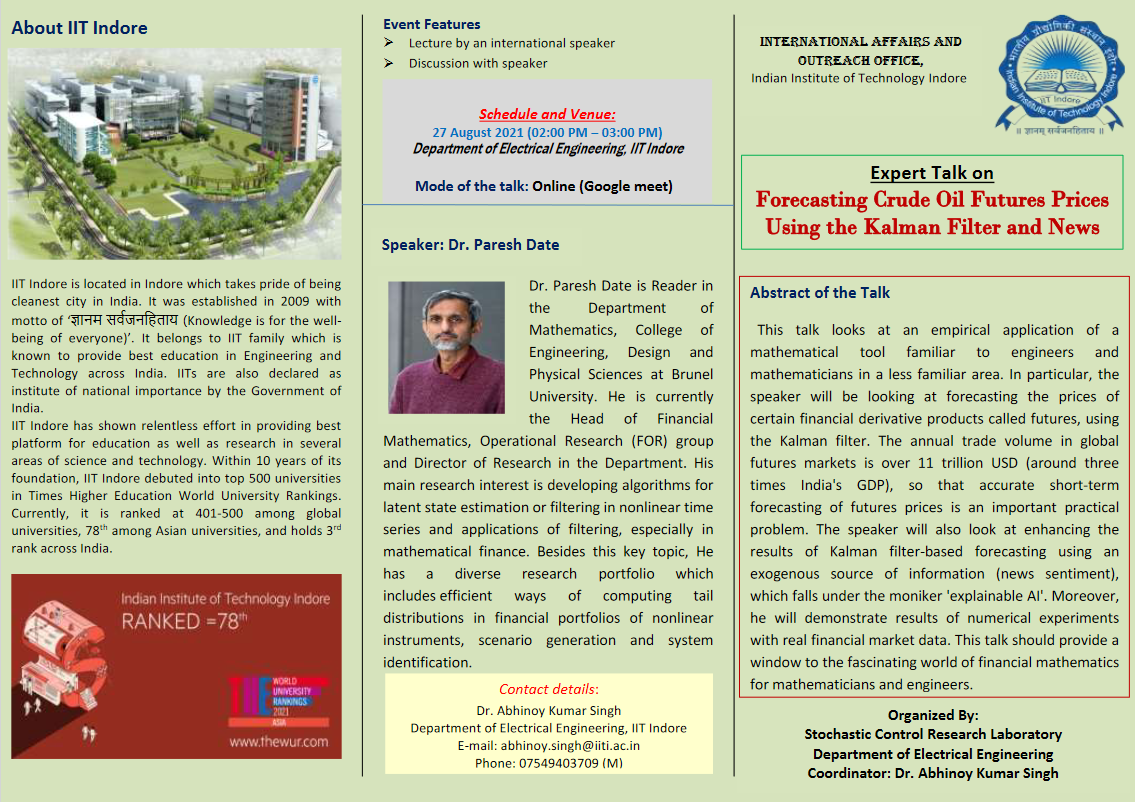 About IIT Indore
IIT Indore is located in Indore which takes pride of being
cleanest city in India. It was established in 2009 with
motto of ‘ज्ञानम सर्वजनहिताय (Knowledge is for the well-
being of everyone)’. It belongs to IIT family which is
known to provide best education in Engineering and
Technology across India. IITs are also declared as
institute of national importance by the Government of
India.
IIT Indore has shown relentless effort in providing best
platform for education as well as research in several
areas of science and technology. Within 10 years of its
foundation, IIT Indore debuted into top 500 universities
in Times Higher Education World University Rankings.
Currently, it is ranked at 401-500 among global
universities, 78th among Asian universities, and holds 3rd
rank across India.
Indian Institute of Technology Indore
RANKED =78th
THE
WORLD
UNIVERSITY
RANKINGS
2021
ASIA
www.thewur.com
Event Features
➢ Lecture by an international speaker
➢ Discussion with speaker
Schedule and Venue:
27 August 2021 (02:00 PM – 03:00 PM)
Department of Electrical Engineering, IIT Indore
Mode of the talk: Online (Google meet)
Speaker: Dr. Paresh Date
Dr. Paresh Date is Reader in
the Department of
Mathematics, College of
Engineering, Design and
Physical Sciences at Brunel
University. He is currently
the Head of Financial
Mathematics, Operational Research (FOR) group
and Director of Research in the Department. His
main research interest is developing algorithms for
latent state estimation or filtering in nonlinear time
series and applications of filtering, especially in
mathematical finance. Besides this key topic, He
has a diverse research portfolio which
includes efficient ways of computing tail
distributions in financial portfolios of nonlinear
instruments, scenario generation and system
identification.
Contact details:
Dr. Abhinoy Kumar Singh
Department of Electrical Engineering, IIT Indore
E-mail: abhinoy.singh@iiti.ac.in
Phone: 07549403709 (M)
INTERNATIONAL AFFAIRS AND
OUTREACH OFFICE,
Indian Institute of Technology Indore
भारतीय प्रौद्योगिकी संस्थान इंदौर
IIT Indore
Indian Institute of Technology Indore
॥ ज्ञानम् सर्वजनहिताय ॥
Expert Talk on
Forecasting Crude Oil Futures Prices
Using the Kalman Filter and News
Abstract of the Talk
This talk looks at an empirical application of a
mathematical tool familiar to engineers and
mathematicians in a less familiar area. In particular, the
speaker will be looking at forecasting the prices of
certain financial derivative products called futures, using
the Kalman filter. The annual trade volume in global
futures markets is over 11 trillion USD (around three
times India's GDP), so that accurate short-term
forecasting of futures prices is an important practical
problem. The speaker will also look at enhancing the
results of Kalman filter-based forecasting using an
exogenous source of information (news sentiment),
which falls under the moniker 'explainable AI'. Moreover,
he will demonstrate results of numerical experiments
with real financial market data. This talk should provide a
window to the fascinating world of financial mathematics
for mathematicians and engineers.
Organized By:
Stochastic Control Research Laboratory
Department of Electrical Engineering
Coordinator: Dr. Abhinoy Kumar Singh